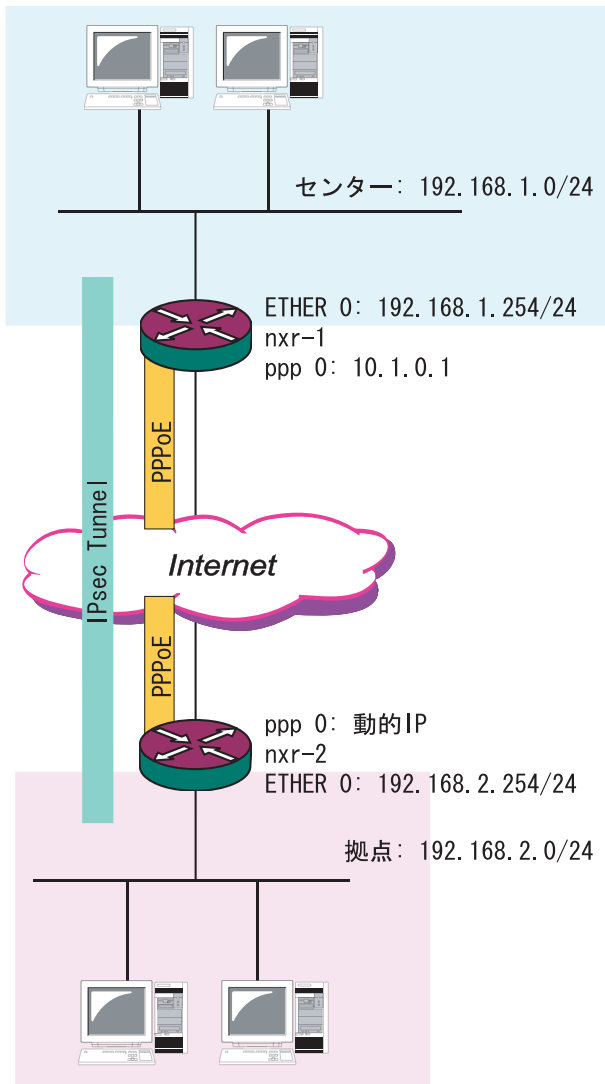 センター: 192.168.1.0/24
ETHER 0: 192.168.1.254/24
nxr-1
ppp 0: 10.1.0.1
PPPoE
IPsec Tunnel
Internet
PPPoE
ppp 0: 動的IP
nxr-2
ETHER 0: 192.168.2.254/24
拠点: 192.168.2.0/24